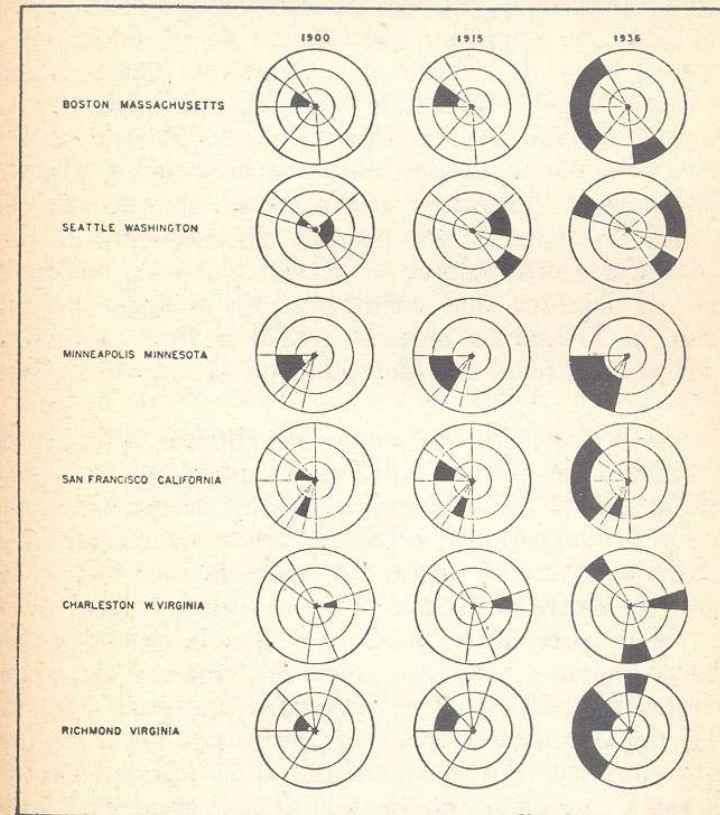 1900 1915 1936
BOSTON MASSACHUSETTS
SEATTLE WASHINGTON
MINNEAPOLIS MINNESOTA
SAN FRANCISCO CALIFORNIA
CHARLESTON W. VIRGINIA
RICHMOND VIRGINIA